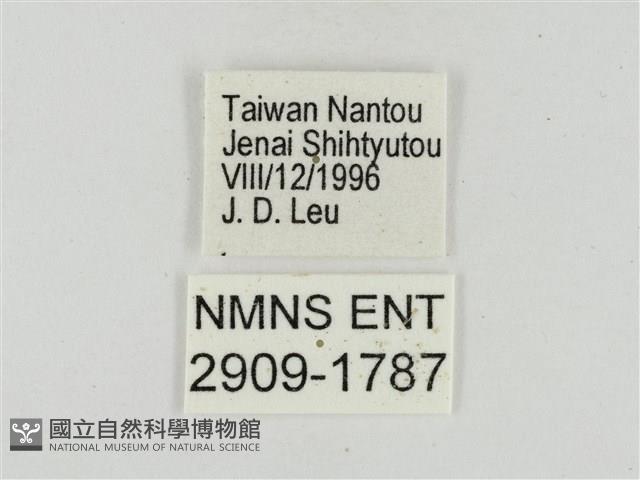 Taiwan Nantou
Jenai Shihtyutou
VIII/12/1996
J. D. Leu
NMNS ENT
2909-1787
國立自然科學博物館
NATIONAL MUSEUM OF NATURAL SCIENCE